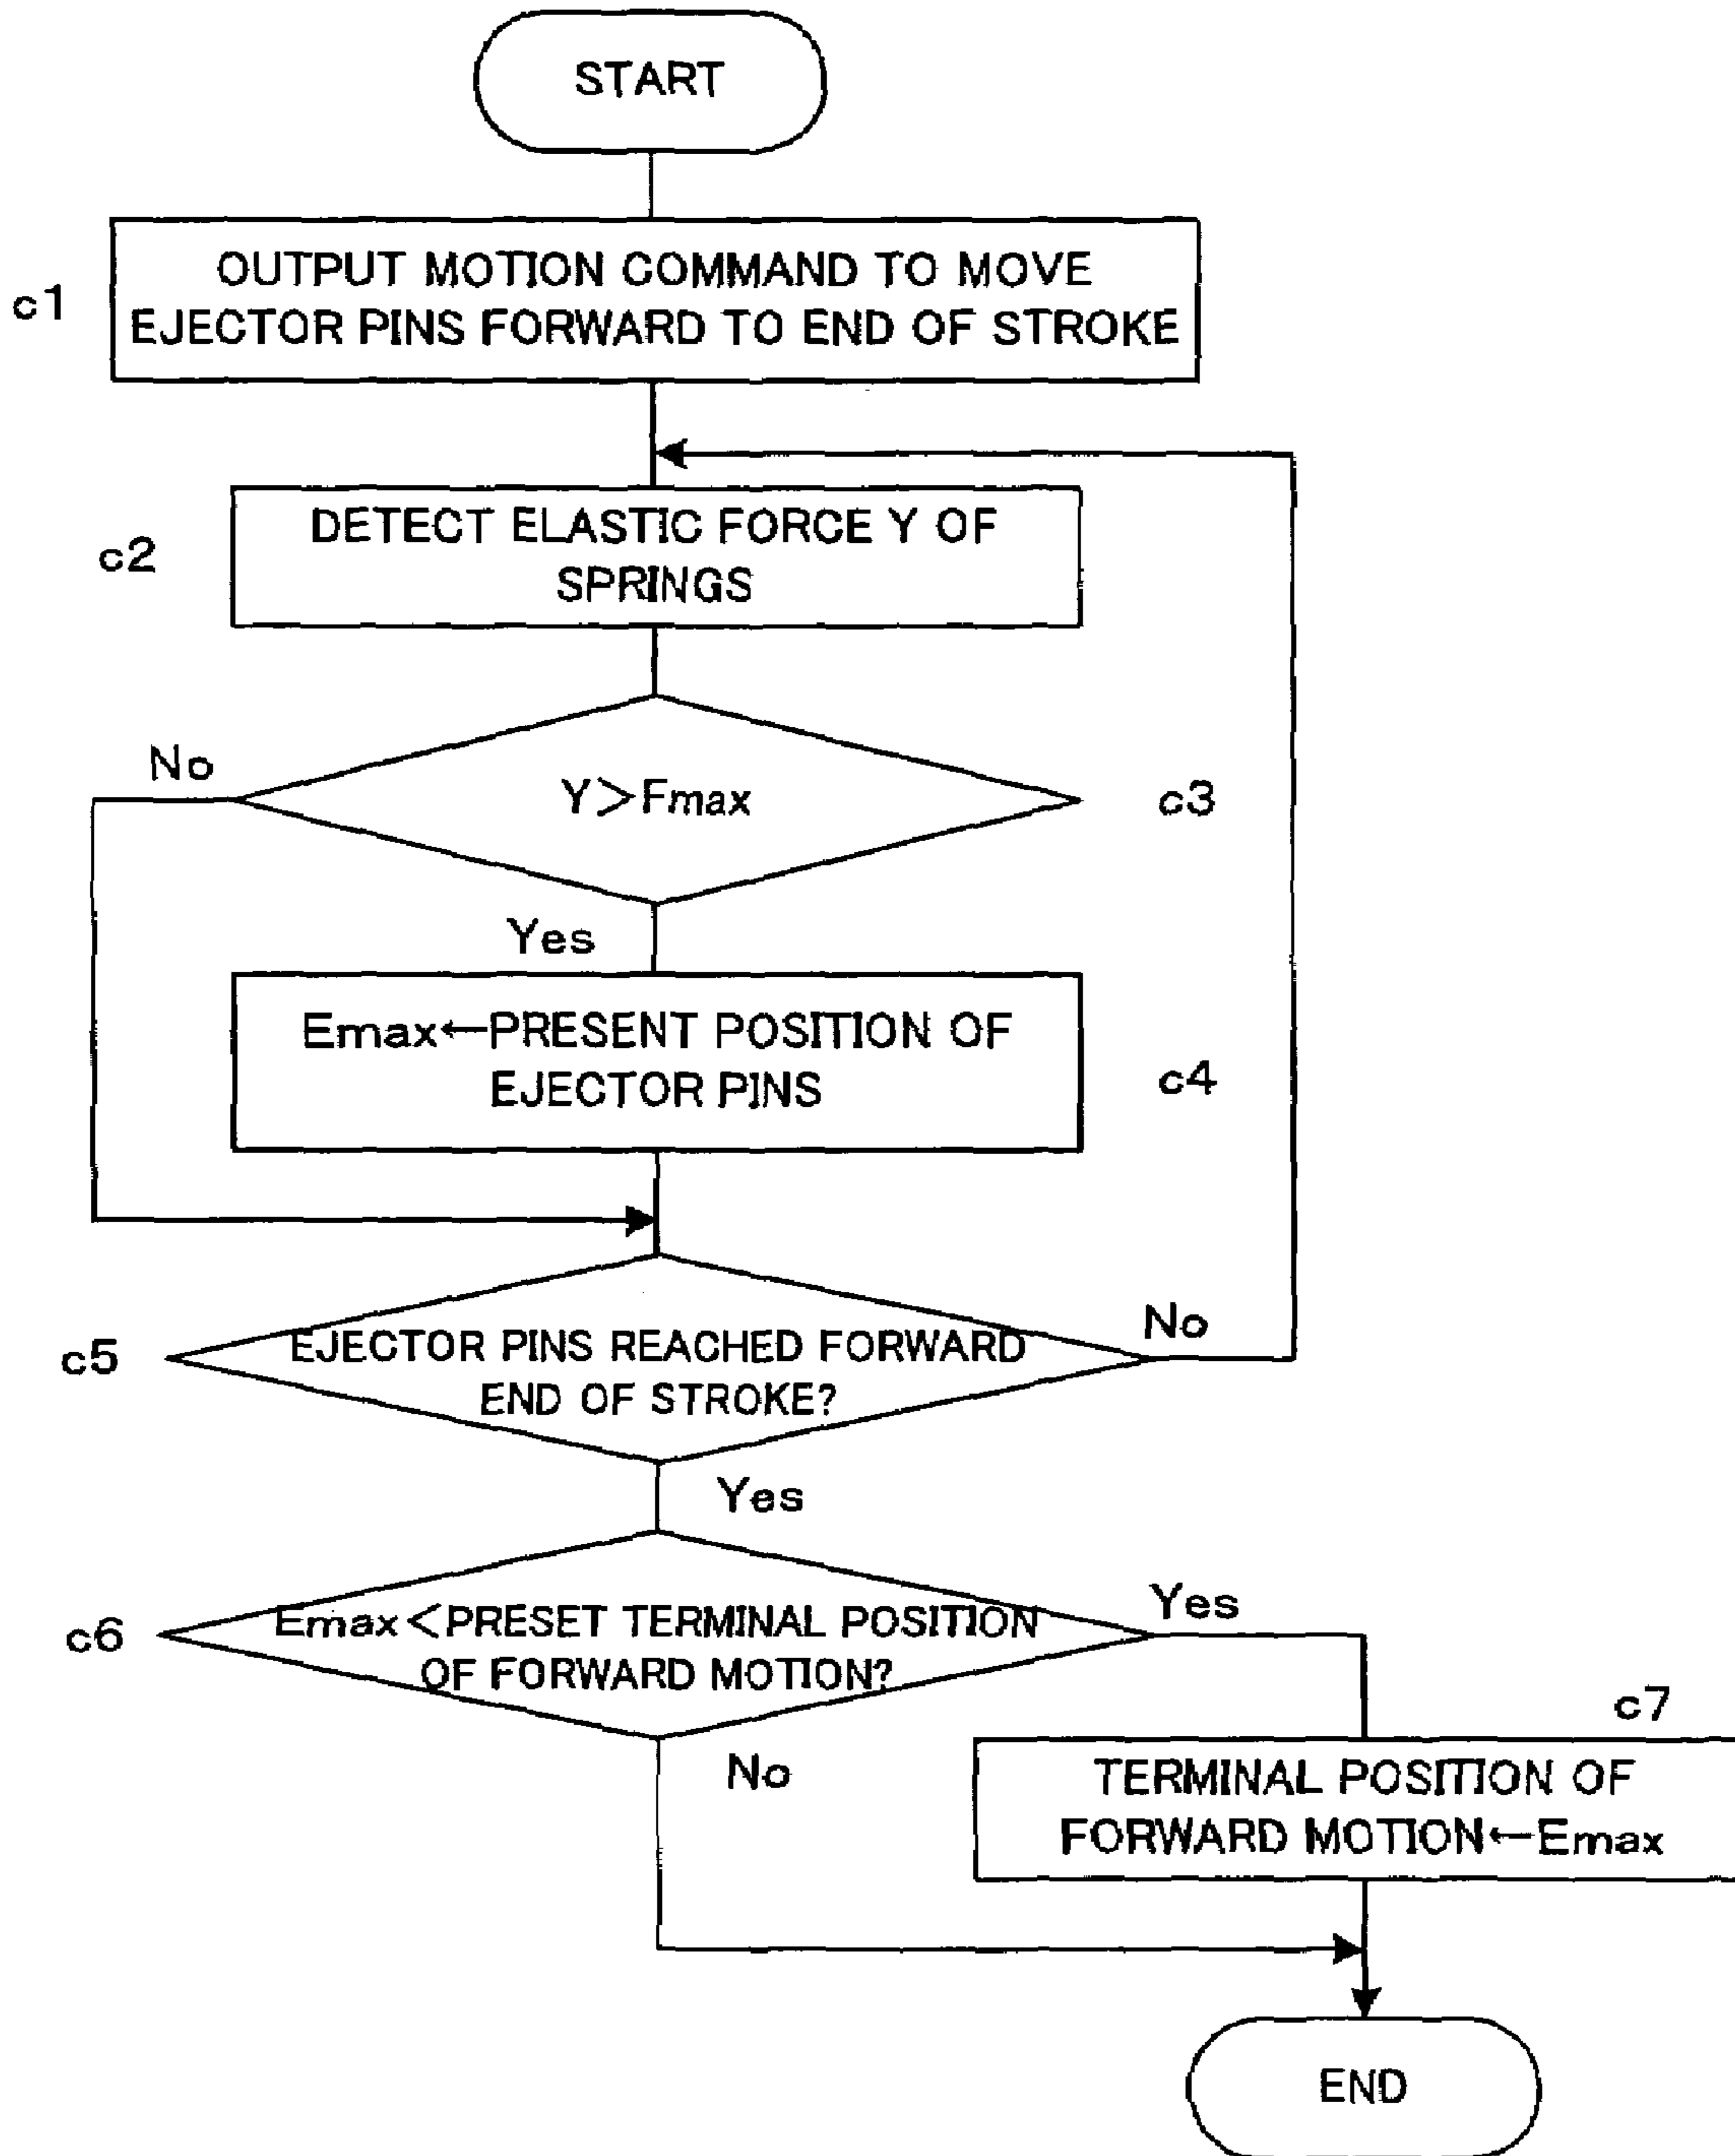 START
c1
OUTPUT MOTION COMMAND TO MOVE
EJECTOR PINS FORWARD TO END OF STROKE
c2
DETECT ELASTIC FORCE Y OF
SPRINGS
No
Y>Fmax
c3
Yes
Emax←PRESENT POSITION OF
EJECTOR PINS
c4
c5
EJECTOR PINS REACHED FORWARD
END OF STROKE?
No
Yes
c6
Emax<PRESET TERMINAL POSITION
OF FORWARD MOTION?
Yes
No
c7
TERMINAL POSITION OF
FORWARD MOTION←Emax
END